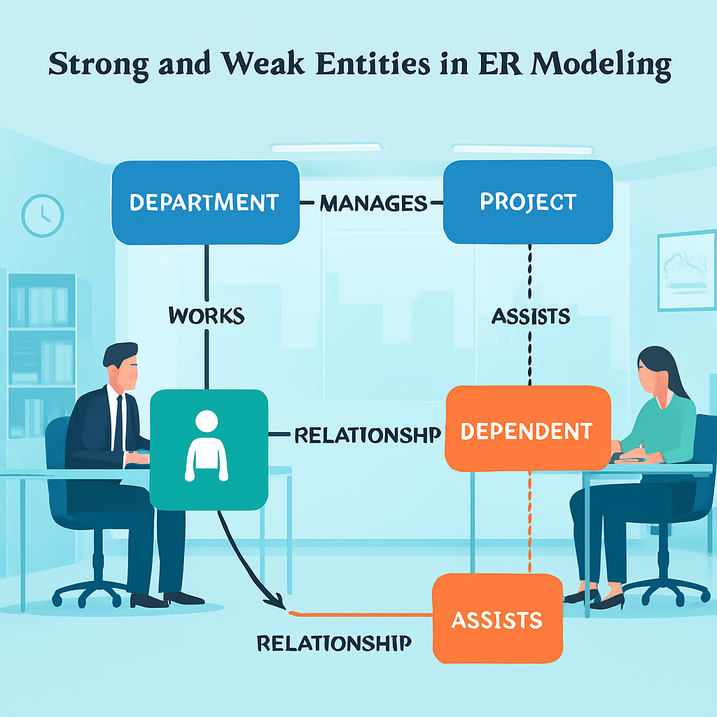 Strong and Weak Entities in ER Modeling
DEPARTMENT
MANAGES
PROJECT
WORKS
ASSISTS
RELATIONSHP
DEPENDENT
ASSISTS
RELATIONSHIP